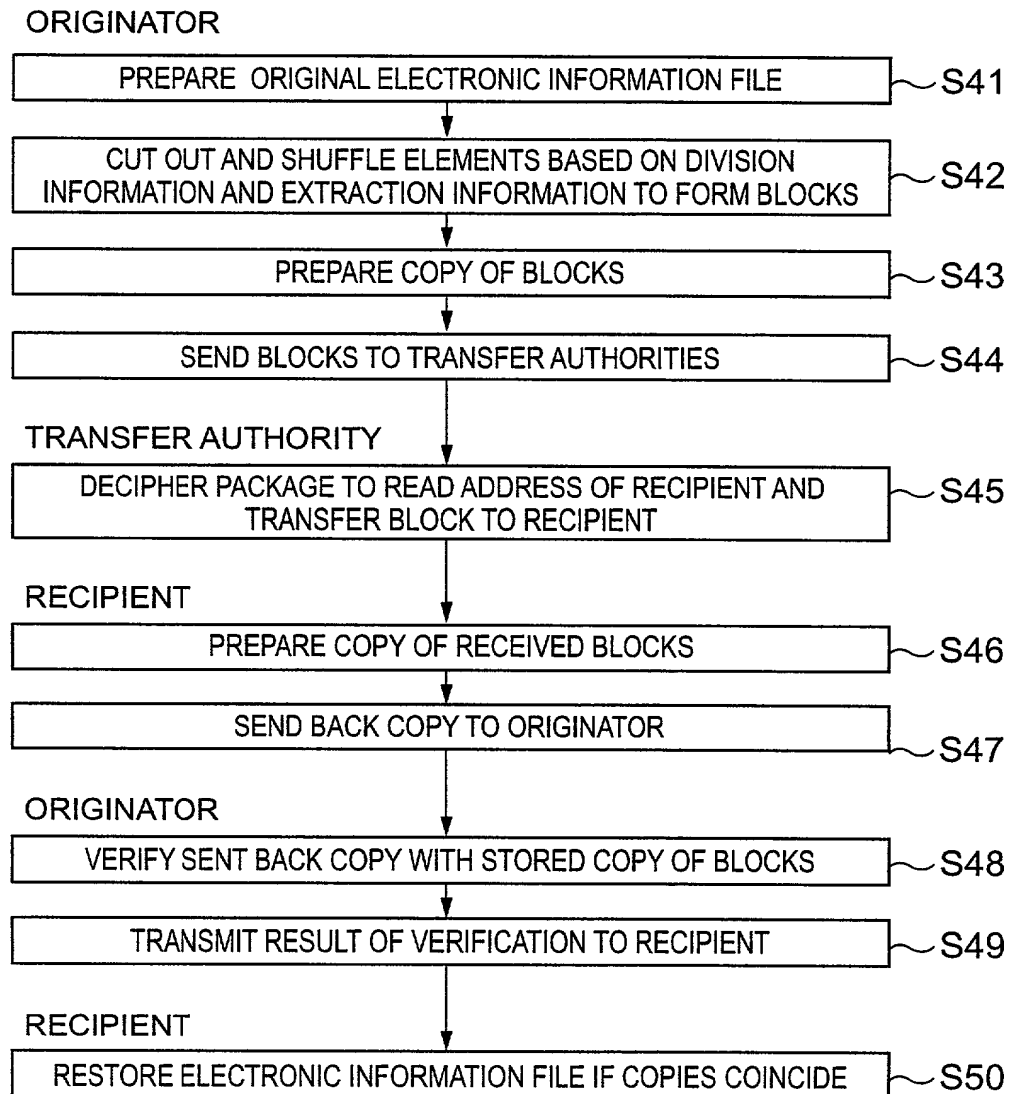 ORIGINATOR
PREPARE ORIGINAL ELECTRONIC INFORMATION FILE
S41
CUT OUT AND SHUFFLE ELEMENTS BASED ON DIVISION
INFORMATION AND EXTRACTION INFORMATION TO FORM BLOCKS
S42
PREPARE COPY OF BLOCKS
S43
SEND BLOCKS TO TRANSFER AUTHORITIES
S44
TRANSFER AUTHORITY
DECIPHER PACKAGE TO READ ADDRESS OF RECIPIENT AND
TRANSFER BLOCK TO RECIPIENT
S45
RECIPIENT
PREPARE COPY OF RECEIVED BLOCKS
S46
SEND BACK COPY TO ORIGINATOR
S47
ORIGINATOR
VERIFY SENT BACK COPY WITH STORED COPY OF BLOCKS
S48
TRANSMIT RESULT OF VERIFICATION TO RECIPIENT
S49
RECIPIENT
RESTORE ELECTRONIC INFORMATION FILE IF COPIES COINCIDE
S50